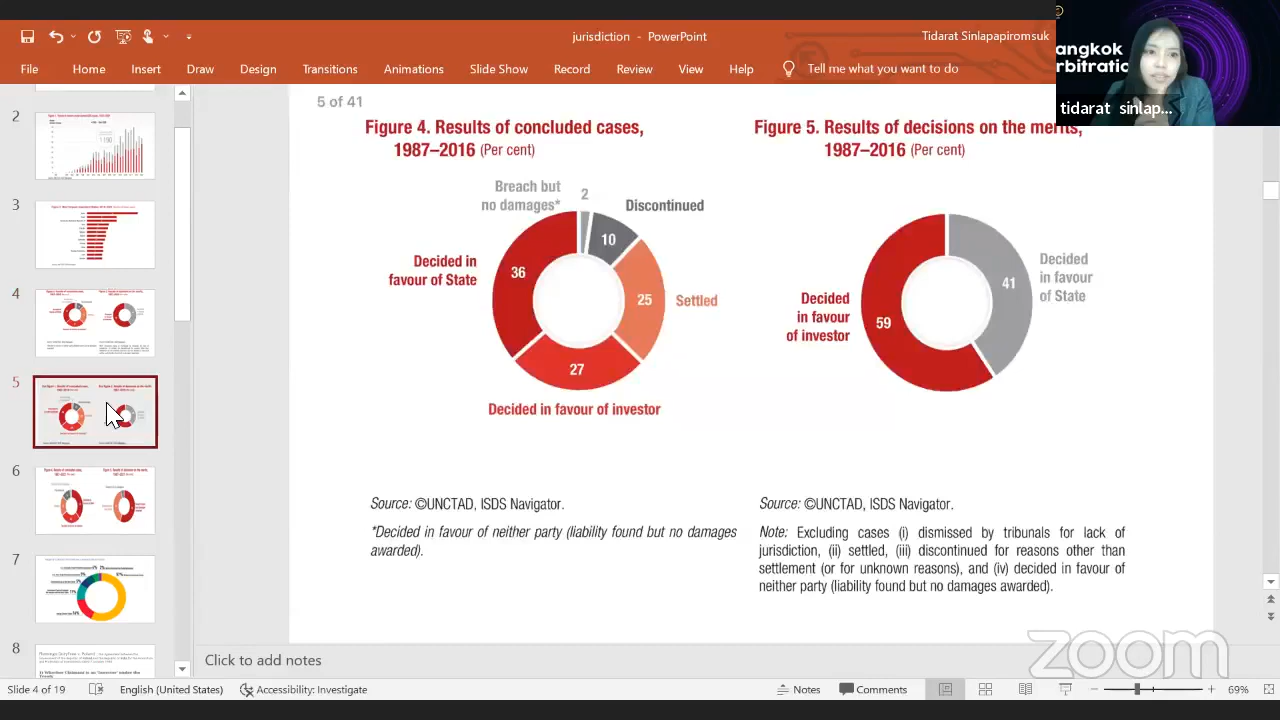 jurisdiction - PowerPoint
Tidarat Sinlapapiromsuk
File Home Insert Draw Design Transitions Animations Slide Show Record Review View Help Tell me what you want to do
angkok
rbitratio
tidarat sinlap...
2
3
4
5
6
7
8
5 of 41
Figure 4. Results of concluded cases,
1987–2016 (Per cent)
Breach but
no damages*
2
Discontinued
10
Decided in
favour of State
36
25
Settled
27
Decided in favour of investor
Source: ©UNCTAD, ISDS Navigator.
*Decided in favour of neither party (liability found but no damages
awarded).
Figure 5. Results of decisions on the merits,
1987–2016 (Per cent)
Decided
in favour
of State
41
Decided
in favour
of investor
59
Source: ©UNCTAD, ISDS Navigator.
Note: Excluding cases (i) dismissed by tribunals for lack of
jurisdiction, (ii) settled, (iii) discontinued for reasons other than
settlement (or for unknown reasons), and (iv) decided in favour of
neither party (liability found but no damages awarded).
zoom
Click to add notes
Slide 4 of 19 English (United States) Accessibility: Investigate Notes Comments 69%